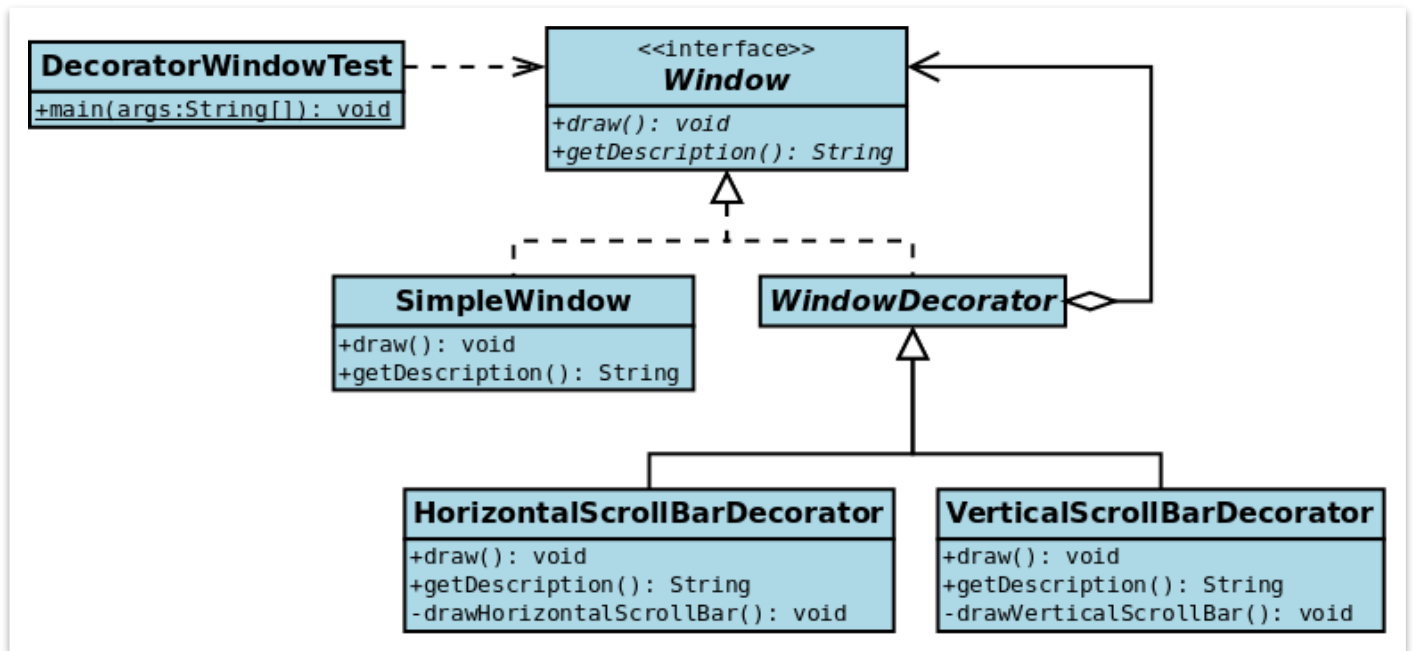 DecoratorWindowTest
+main(args:String[]): void
<<interface>>
Window
+draw(): void
+getDescription(): String
SimpleWindow
+draw(): void
+getDescription(): String
WindowDecorator
HorizontalScrollBarDecorator
+draw(): void
+getDescription(): String
-drawHorizontalScrollBar(): void
VerticalScrollBarDecorator
+draw(): void
+getDescription(): String
-drawVerticalScrollBar(): void